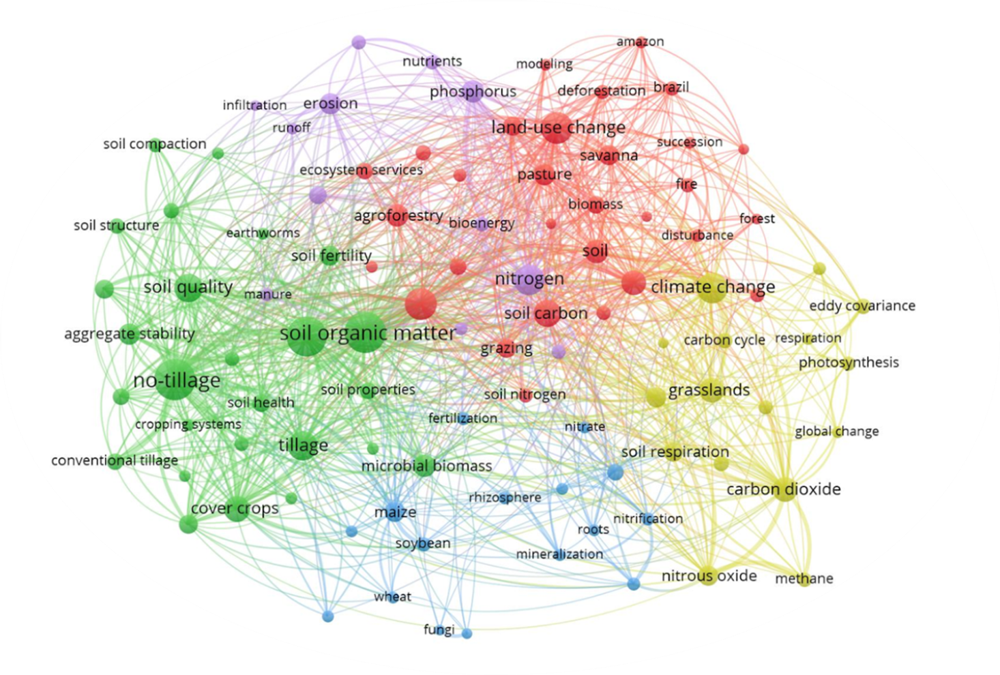 amazon
nutrients
modeling
phosphorus
deforestation
brazil
infiltration
erosion
runoff
land-use change
soil compaction
succession
savanna
ecosystem services
pasture
fire
biomass
agroforestry
bioenergy
forest
soil structure
earthworms
disturbance
soil fertility
soil
nitrogen
soil quality
climate change
manure
eddy covariance
soil carbon
aggregate stability
soil organic matter
carbon cycle
respiration
grazing
photosynthesis
no-tillage
soil properties
soil nitrogen
grasslands
soil health
fertilization
cropping systems
nitrate
global change
tillage
soil respiration
conventional tillage
microbial biomass
carbon dioxide
rhizosphere
cover crops
maize
nitrification
roots
soybean
mineralization
nitrous oxide
methane
wheat
fungi